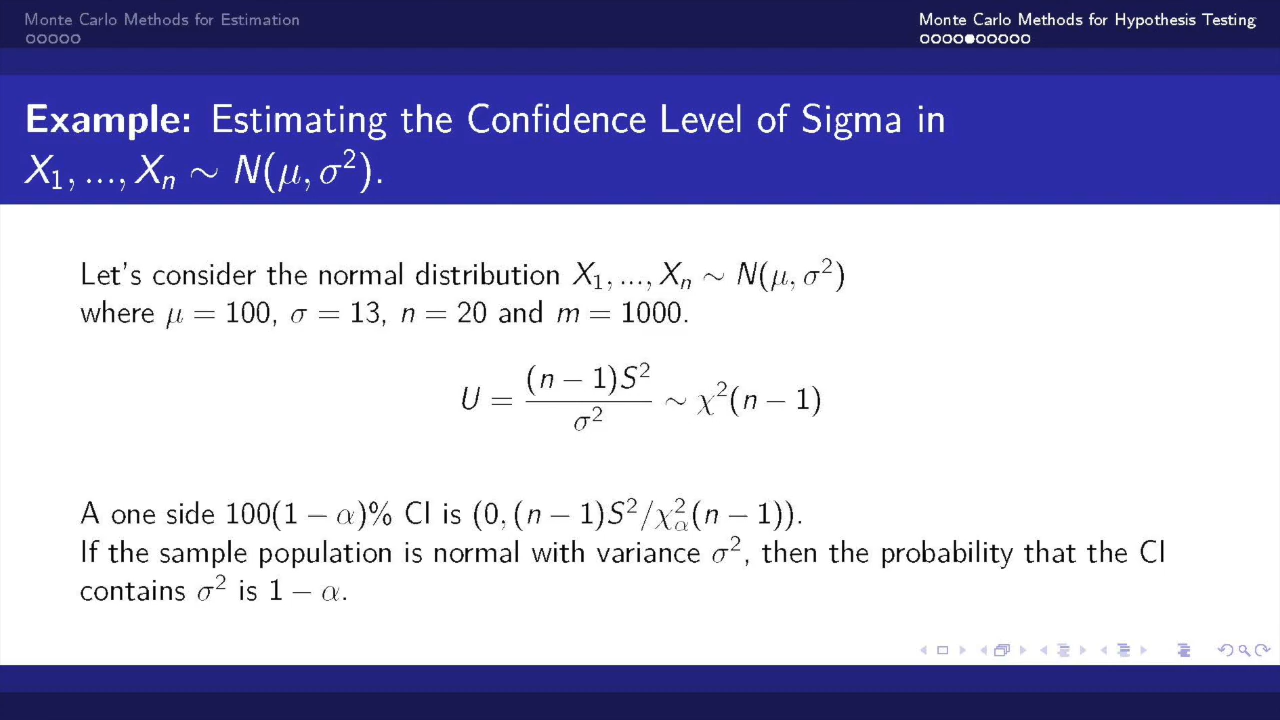 Monte Carlo Methods for Estimation
Monte Carlo Methods for Hypothesis Testing
Example: Estimating the Confidence Level of Sigma in
X₁, ..., Xₙ ∼ N(μ, σ²).
Let's consider the normal distribution X₁, ..., Xₙ ∼ N(μ, σ²)
where μ = 100, σ = 13, n = 20 and m = 1000.
U = (n − 1)S² / σ² ∼ χ²(n − 1)
A one side 100(1 − α)% CI is (0, (n − 1)S²/χ²_α(n − 1)).
If the sample population is normal with variance σ², then the probability that the CI
contains σ² is 1 − α.